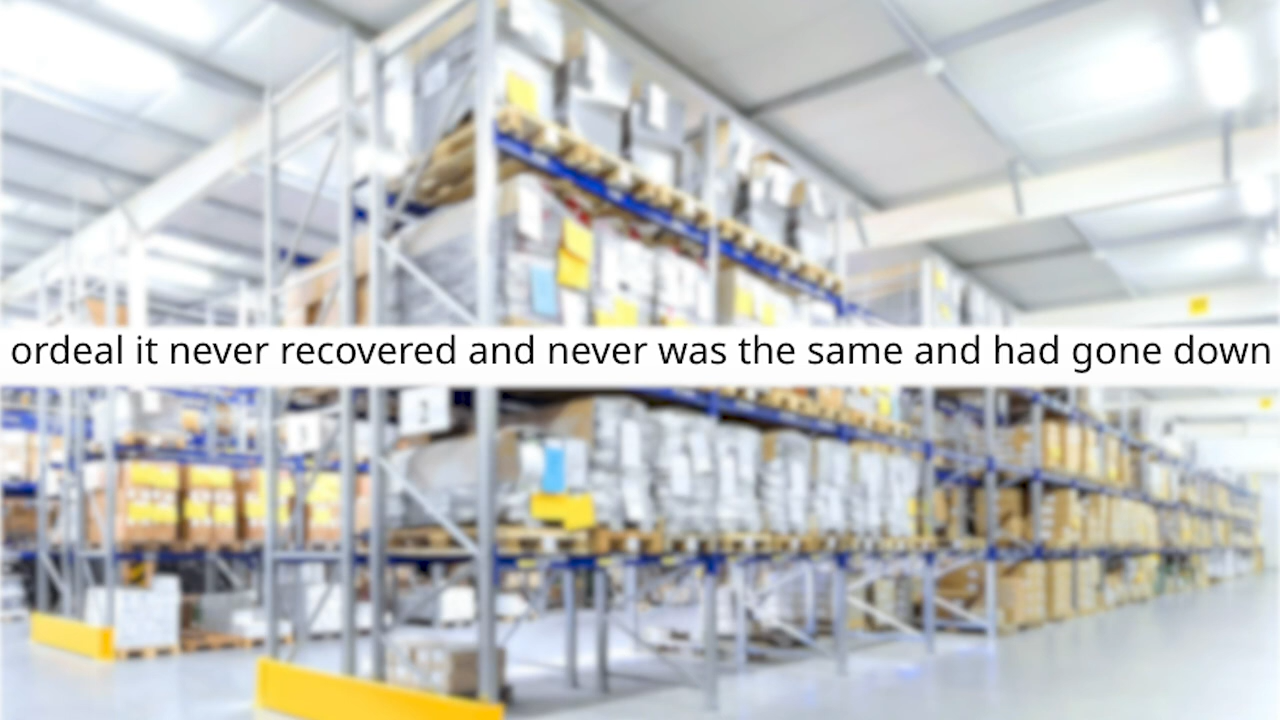 ordeal it never recovered and never was the same and had gone down